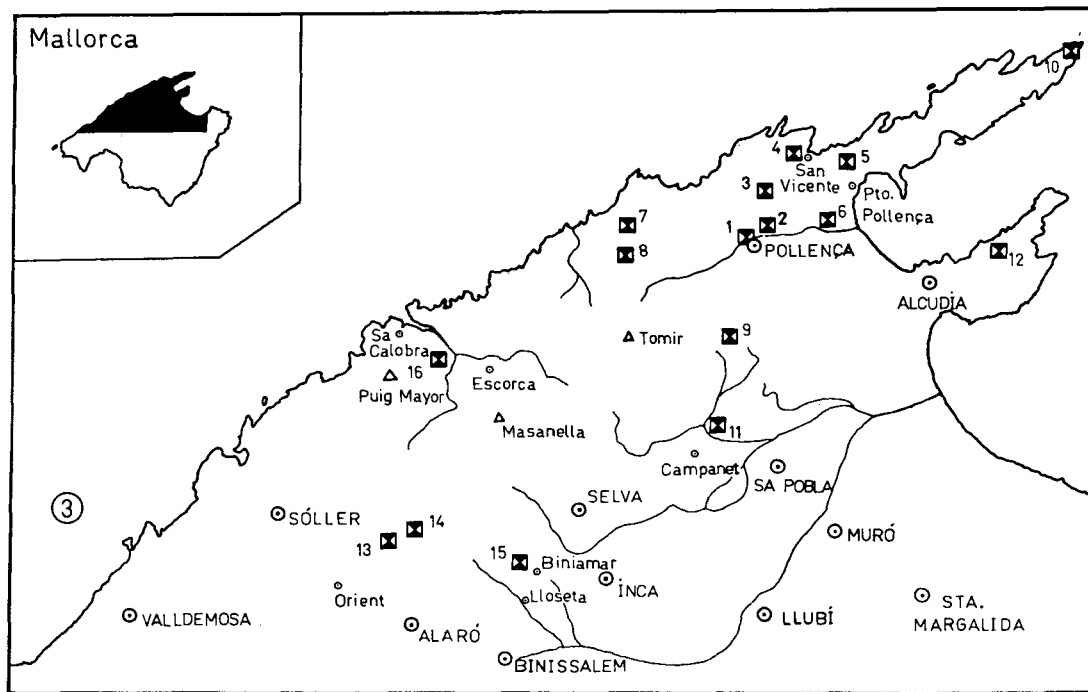 Mallorca
10
4
San
Vicente
5
3
Pto.
Pollença
7
1
2
6
POLLENÇA
8
12
ALCUDÌA
Sa
Calobra
Tomir
9
16
Puig Mayor
Escorca
Masanella
11
Campanet
SA POBLA
3
SÓLLER
SELVA
14
13
MURÓ
15
Biniamar
Orient
Lloseta
ÌNCA
VALLDEMOSA
ALARÓ
LLUBÍ
STA.
MARGALIDA
BINISSALEM